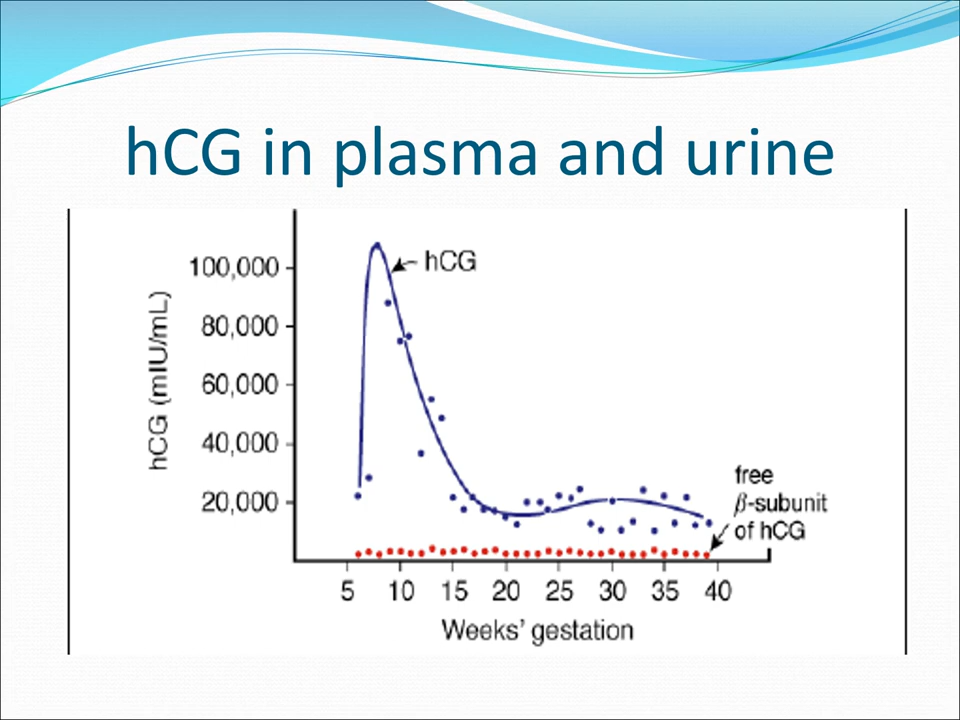 hCG in plasma and urine
hCG (mIU/mL)
100,000
80,000
60,000
40,000
20,000
hCG
free
β-subunit
of hCG
5 10 15 20 25 30 35 40
Weeks’ gestation